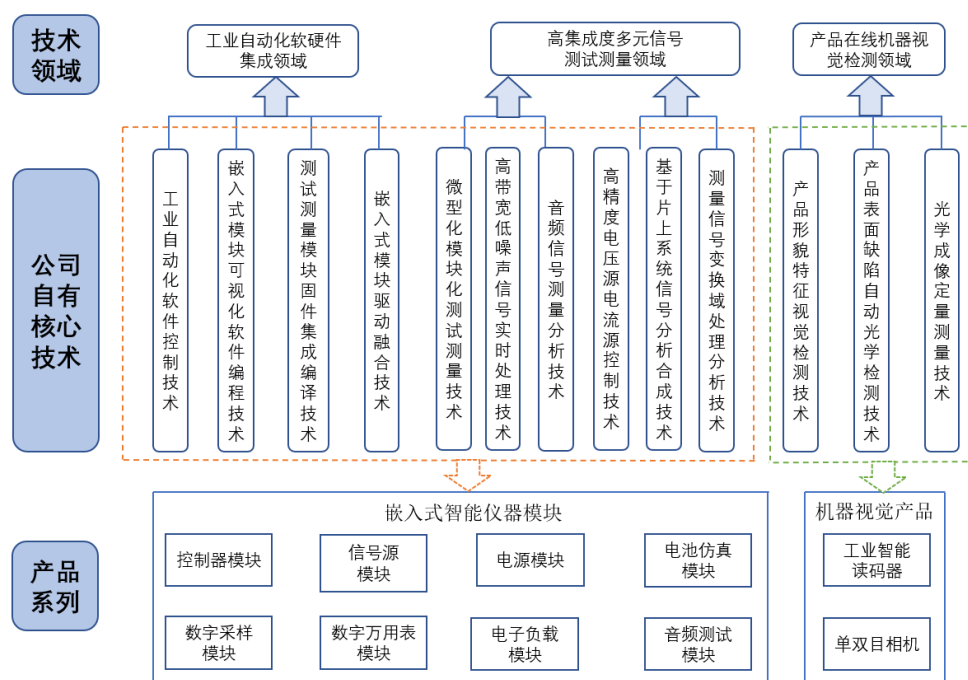 技术
领域
工业自动化软硬件
集成领域
高集成度多元信号
测试测量领域
产品在线机器视
觉检测领域
公司
自有
核心
技术
工业自动化软件控制技术
嵌入式模块可视化软件编程技术
测试测量模块固件集成编译技术
嵌入式模块驱动融合技术
微型化模块化测试测量技术
高带宽低噪声信号实时处理技术
音频信号测量分析技术
高精度电压源电流源控制技术
基于片上系统信号分析合成技术
测量信号变换域处理分析技术
产品形貌特征视觉检测技术
产品表面缺陷自动光学检测技术
光学成像定量测量技术
产品
系列
嵌入式智能仪器模块
控制器模块
信号源
模块
电源模块
电池仿真
模块
数字采样
模块
数字万用表
模块
电子负载
模块
音频测试
模块
机器视觉产品
工业智能
读码器
单双目相机